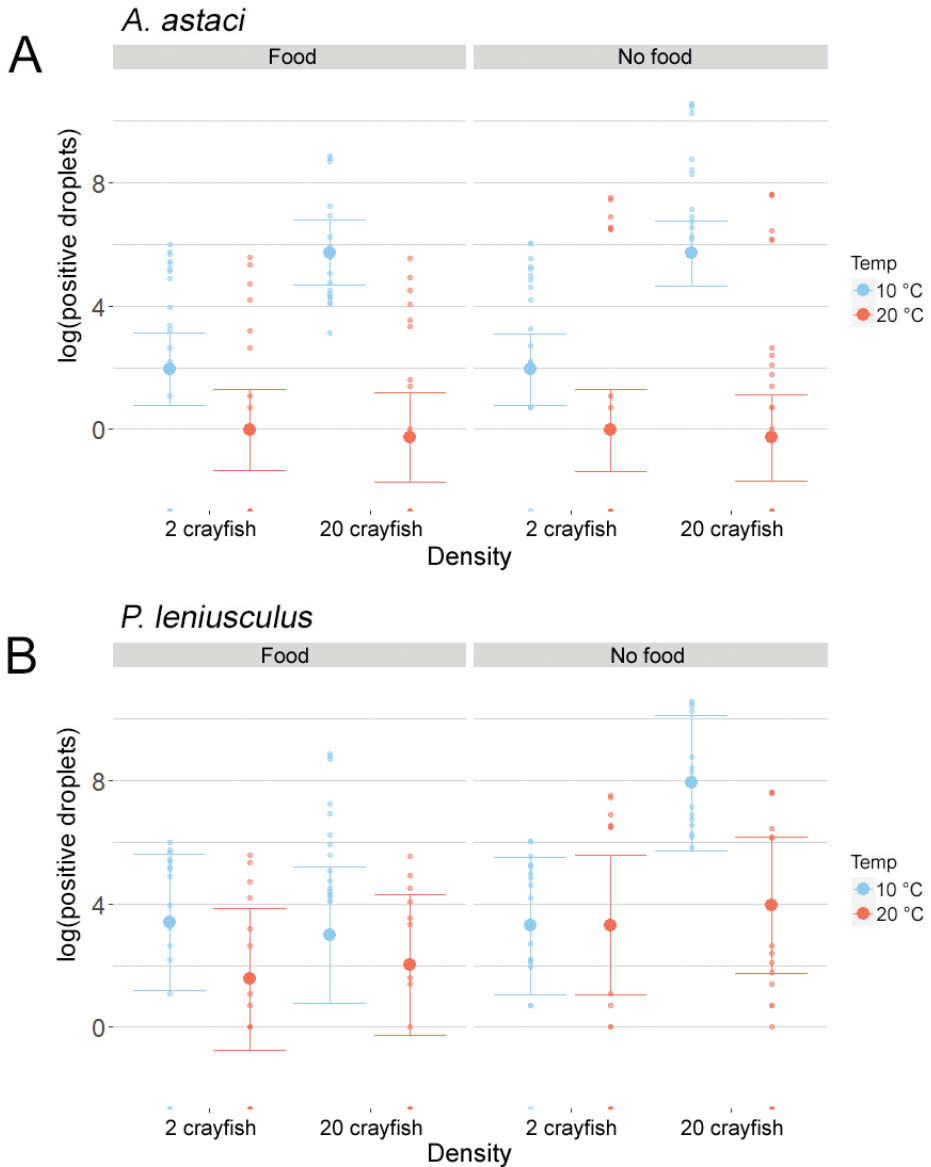 A. astaci
A
Food
No food
log(positive droplets)
8
4
0
2 crayfish
20 crayfish
2 crayfish
20 crayfish
Density
Temp
10 °C
20 °C
P. leniusculus
B
Food
No food
log(positive droplets)
8
4
0
2 crayfish
20 crayfish
2 crayfish
20 crayfish
Density
Temp
10 °C
20 °C